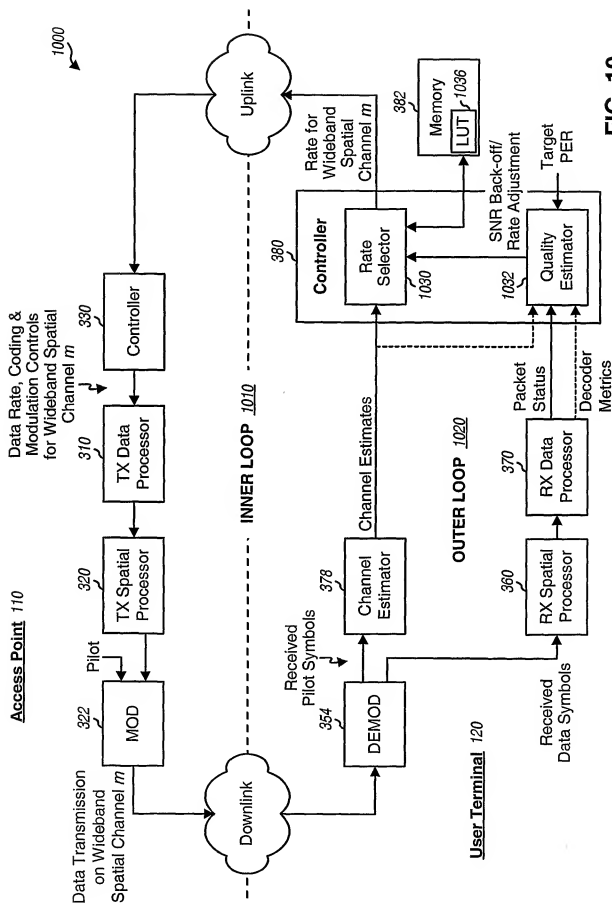 1000
Access Point 110
Data Transmission
on Wideband
Spatial Channel m
Pilot
322
MOD
320
TX Spatial
Processor
310
TX Data
Processor
Data Rate, Coding &
Modulation Controls
for Wideband Spatial
Channel m
330
Controller
Downlink
INNER LOOP 1010
Uplink
Rate for
Wideband
Spatial
Channel m
User Terminal 120
354
DEMOD
Received
Pilot Symbols
378
Channel
Estimator
Channel Estimates
OUTER LOOP 1020
Received
Data Symbols
360
RX Spatial
Processor
370
RX Data
Processor
Packet
Status
Decoder
Metrics
380
Controller
Rate
Selector
1030
1032
Quality
Estimator
SNR Back-off/
Rate Adjustment
Target
PER
382
Memory
LUT
1036